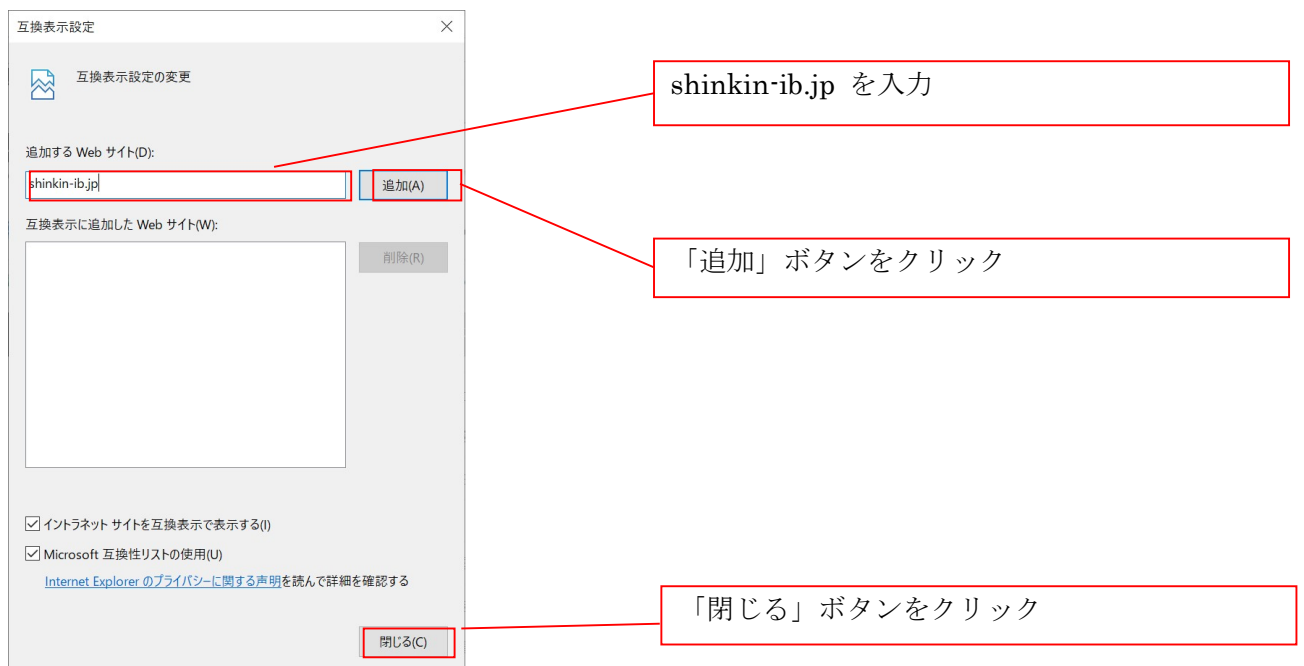 互換表示設定
互換表示設定の変更
shinkin-ib.jp を入力
追加する Web サイト(D):
shinkin-ib.jp
追加(A)
互換表示に追加した Web サイト(W):
「追加」ボタンをクリック
削除(R)
イントラネット サイトを互換表示で表示する(I)
Microsoft 互換性リストの使用(U)
Internet Explorer のプライバシーに関する声明を読んで詳細を確認する
「閉じる」ボタンをクリック
閉じる(C)